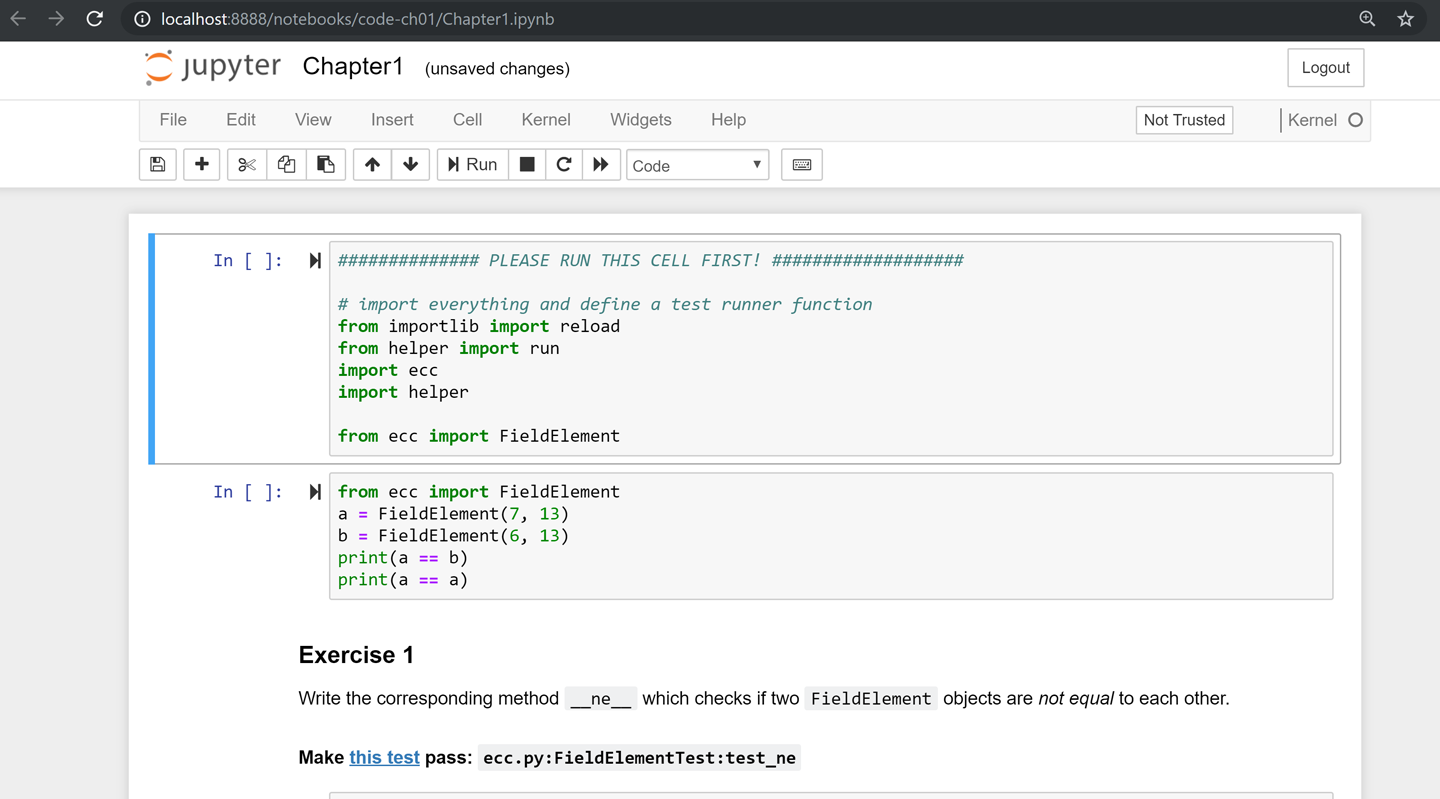 localhost:8888/notebooks/code-ch01/Chapter1.ipynb
jupyter Chapter1 (unsaved changes) Logout
File Edit View Insert Cell Kernel Widgets Help Not Trusted Kernel
Run Code
In [ ]: ############## PLEASE RUN THIS CELL FIRST! ###################
# import everything and define a test runner function
from importlib import reload
from helper import run
import ecc
import helper
from ecc import FieldElement
In [ ]: from ecc import FieldElement
a = FieldElement(7, 13)
b = FieldElement(6, 13)
print(a == b)
print(a == a)
Exercise 1
Write the corresponding method __ne__ which checks if two FieldElement objects are not equal to each other.
Make this test pass: ecc.py:FieldElementTest:test_ne